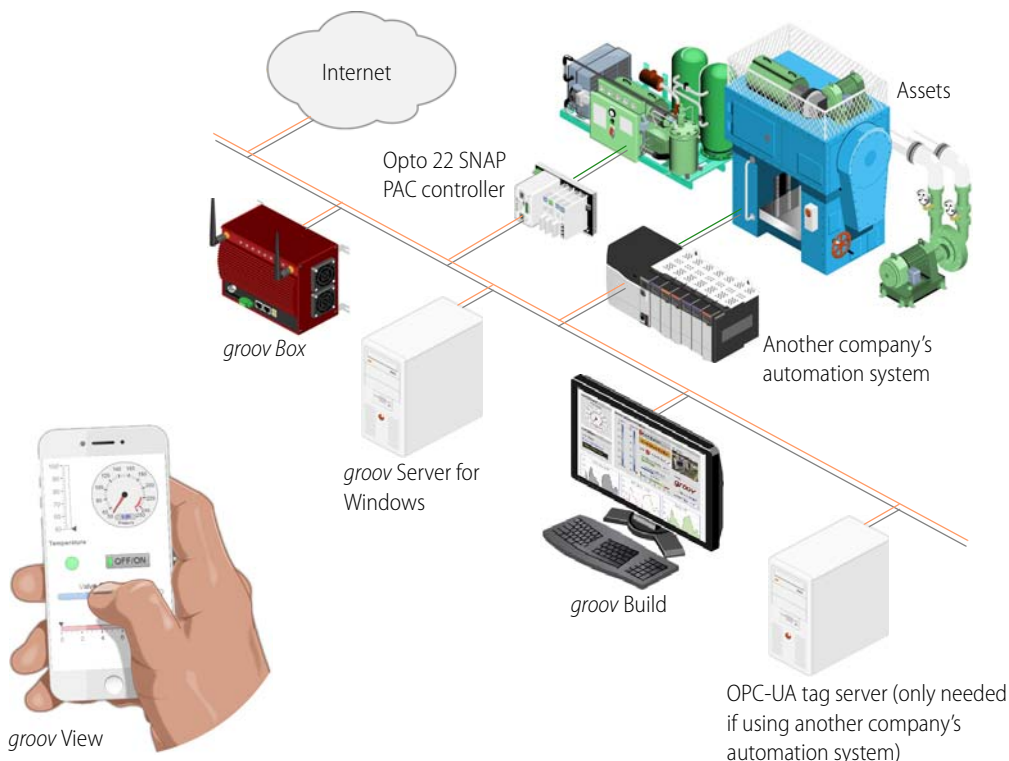 Internet
Assets
Opto 22 SNAP
PAC controller
groov Box
Another company's
automation system
groov Server for
Windows
Temperature
OFF/ON
groov Build
groov View
OPC-UA tag server (only needed
if using another company's
automation system)